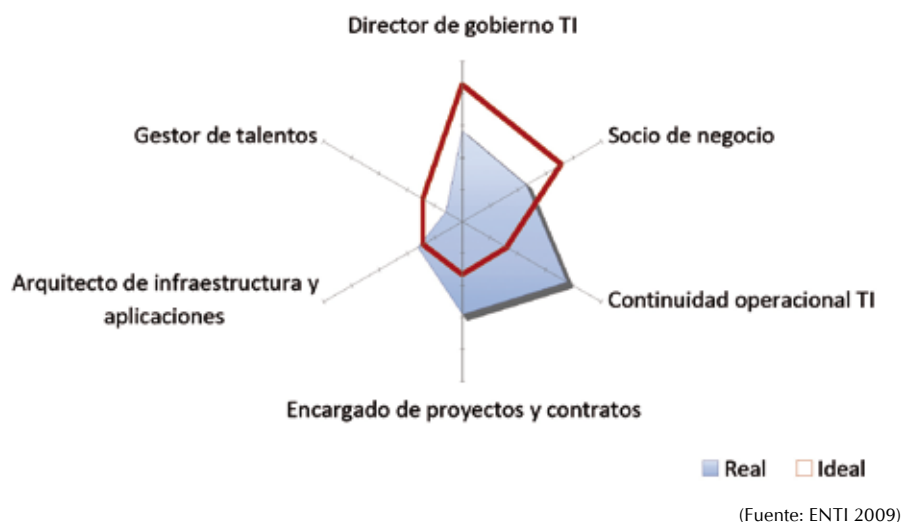 Director de gobierno TI
Gestor de talentos
Socio de negocio
Arquitecto de infraestructura y
aplicaciones
Continuidad operacional TI
Encargado de proyectos y contratos
Real
Ideal
(Fuente: ENTI 2009)